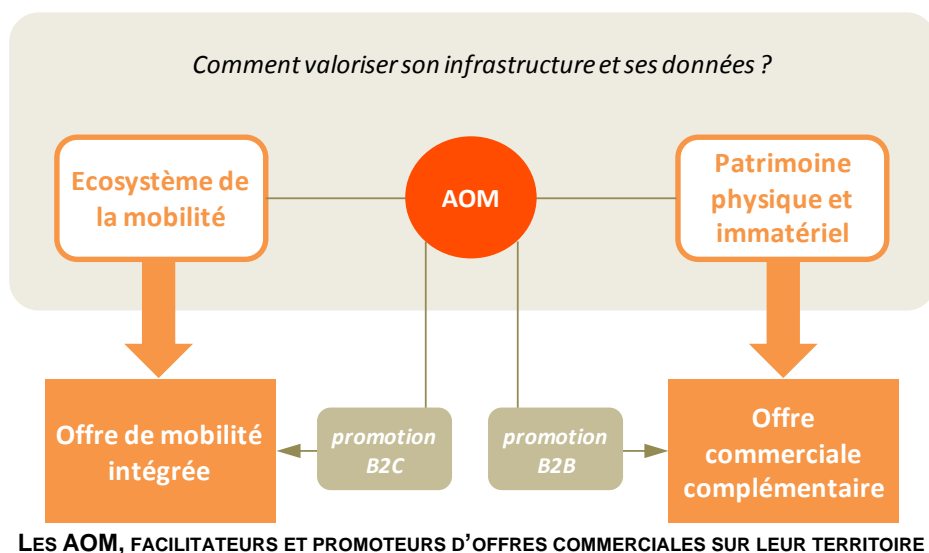 Comment valoriser son infrastructure et ses données ?
Ecosystème de
la mobilité
AOM
Patrimoine
physique et
immatériel
Offre de mobilité
intégrée
promotion
B2C
promotion
B2B
Offre
commerciale
complémentaire
LES AOM, FACILITATEURS ET PROMOTEURS D’OFFRES COMMERCIALES SUR LEUR TERRITOIRE